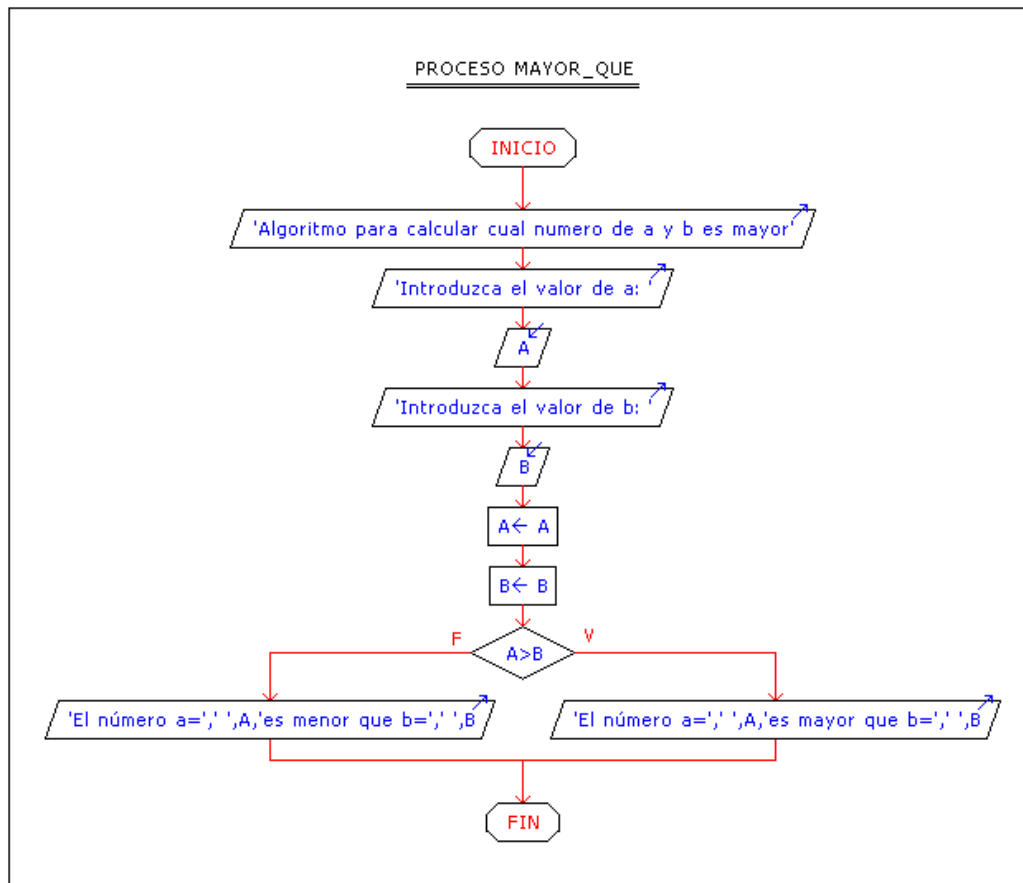 PROCESO MAYOR_QUE
INICIO
'Algoritmo para calcular cual numero de a y b es mayor'
'Introduzca el valor de a: '
A
'Introduzca el valor de b: '
B
A← A
B← B
F
V
A>B
'El número a=',' ',A,'es menor que b=',' ',B
'El número a=',' ',A,'es mayor que b=',' ',B
FIN